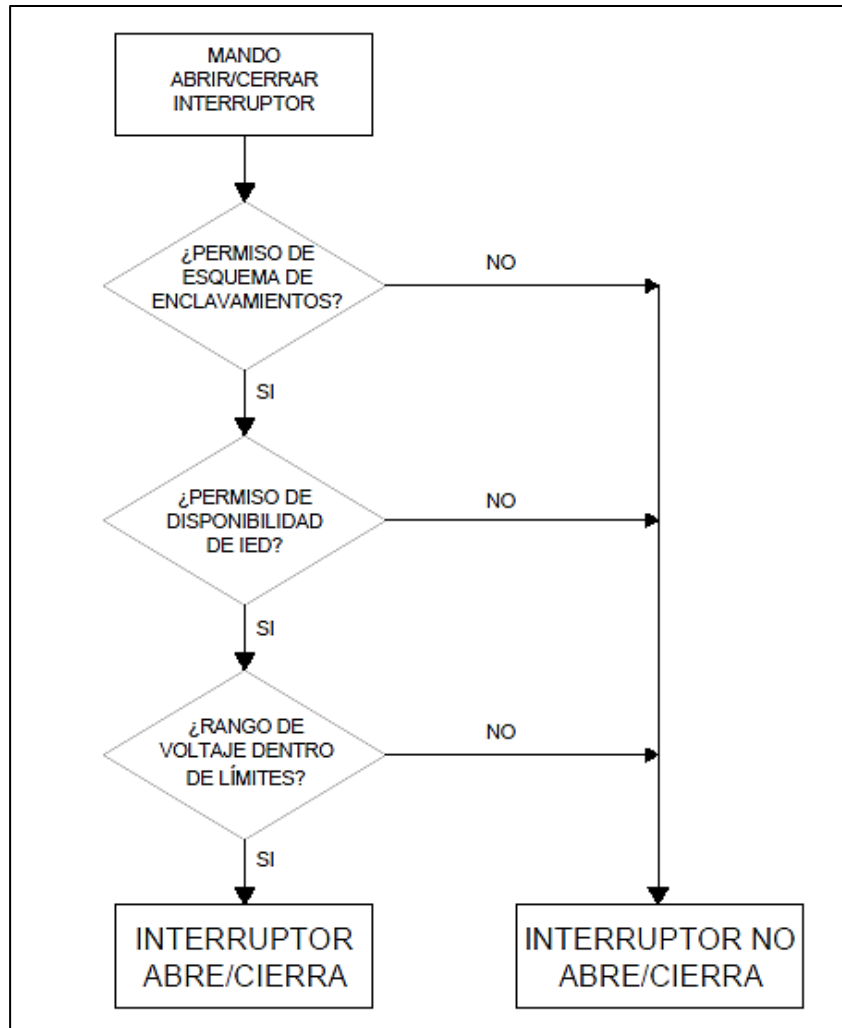 MANDO
ABRIR/CERRAR
INTERRUPTOR
¿PERMISO DE
ESQUEMA DE
ENCLAVAMIENTOS?
NO
SI
¿PERMISO DE
DISPONIBILIDAD
DE IED?
NO
SI
¿RANGO DE
VOLTAJE DENTRO
DE LÍMITES?
NO
SI
INTERRUPTOR
ABRE/CIERRA
INTERRUPTOR NO
ABRE/CIERRA